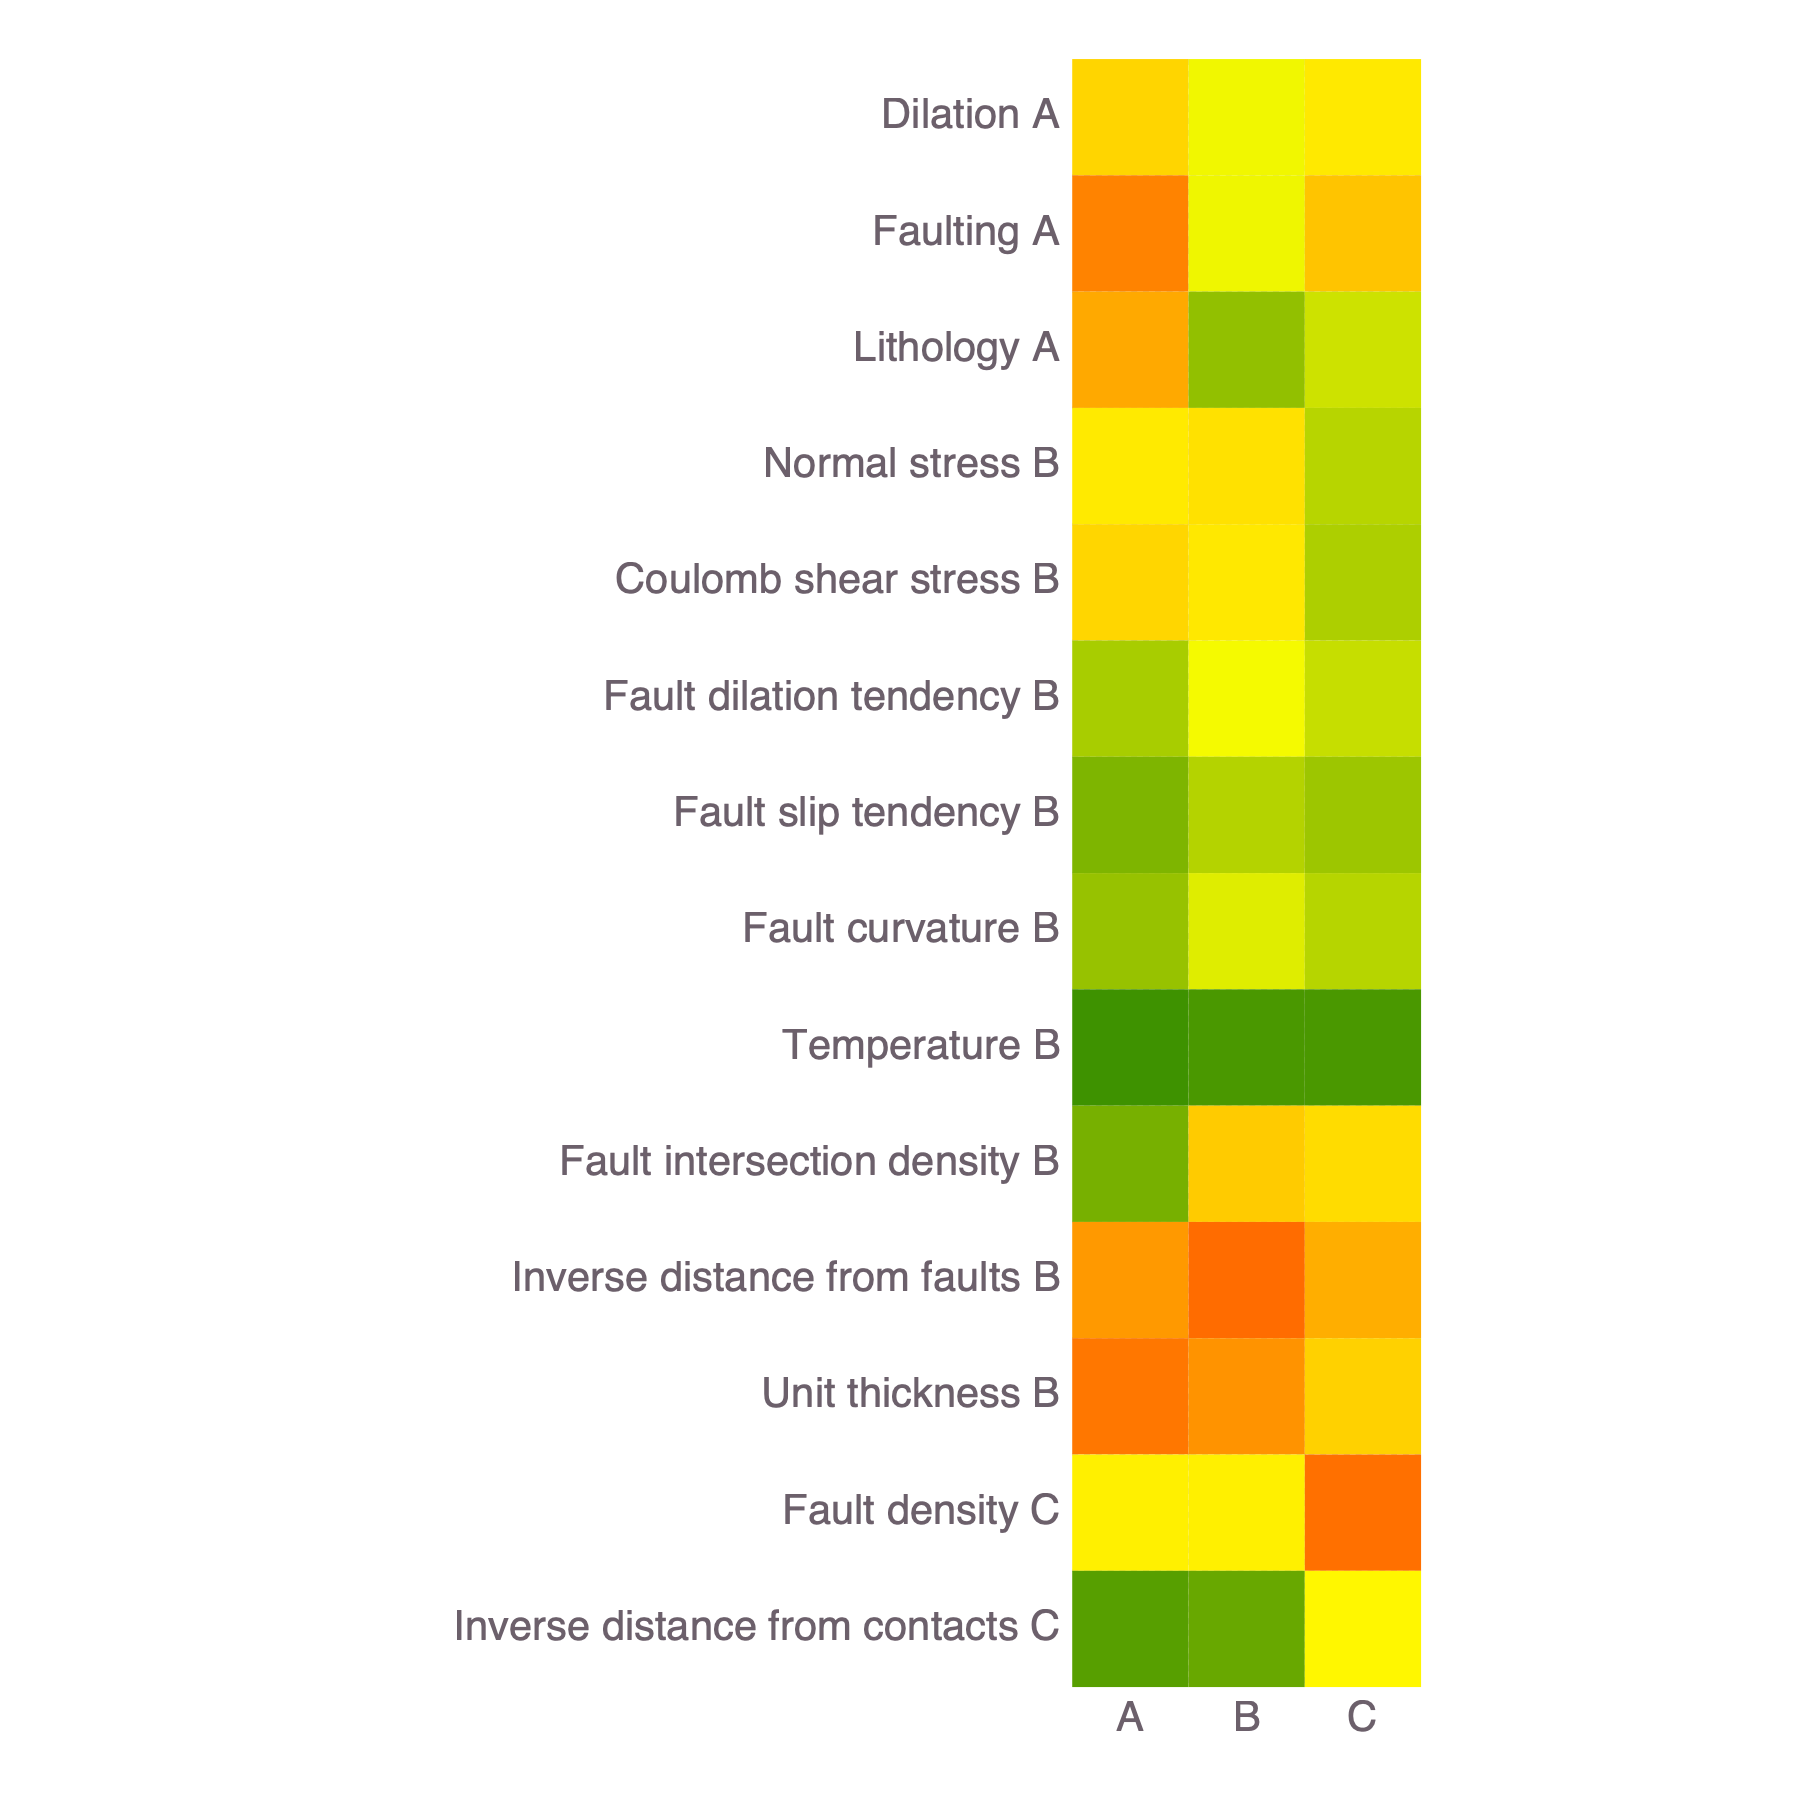 Dilation A
Faulting A
Lithology A
Normal stress B
Coulomb shear stress B
Fault dilation tendency B
Fault slip tendency B
Fault curvature B
Temperature B
Fault intersection density B
Inverse distance from faults B
Unit thickness B
Fault density C
Inverse distance from contacts C
A B C